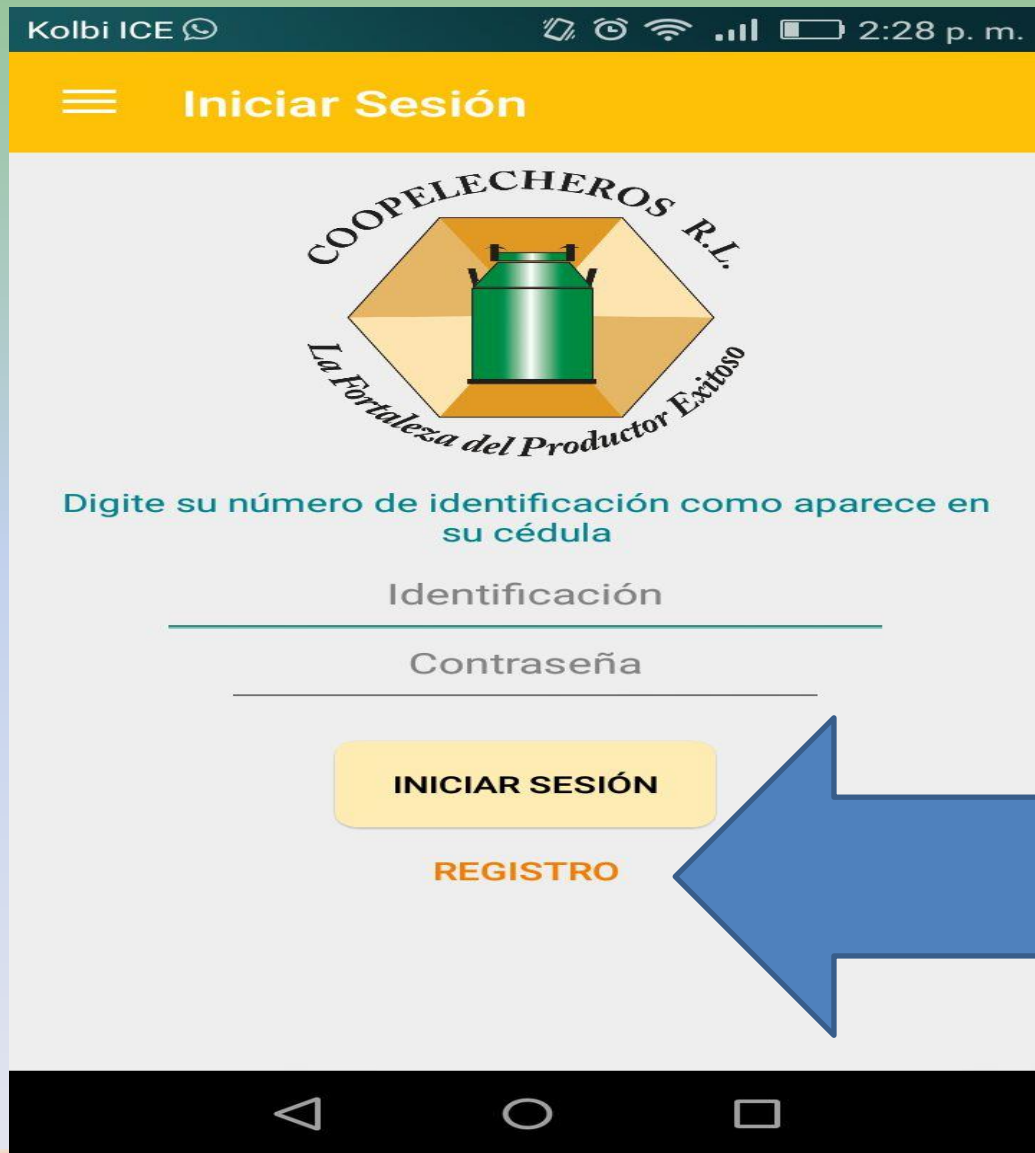 Kolbi ICE 2:28 p. m.
Iniciar Sesión
COOPELECHEROS R.L.
La Fortaleza del Productor Exitoso
Digite su número de identificación como aparece en
su cédula
Identificación
Contraseña
INICIAR SESIÓN
REGISTRO